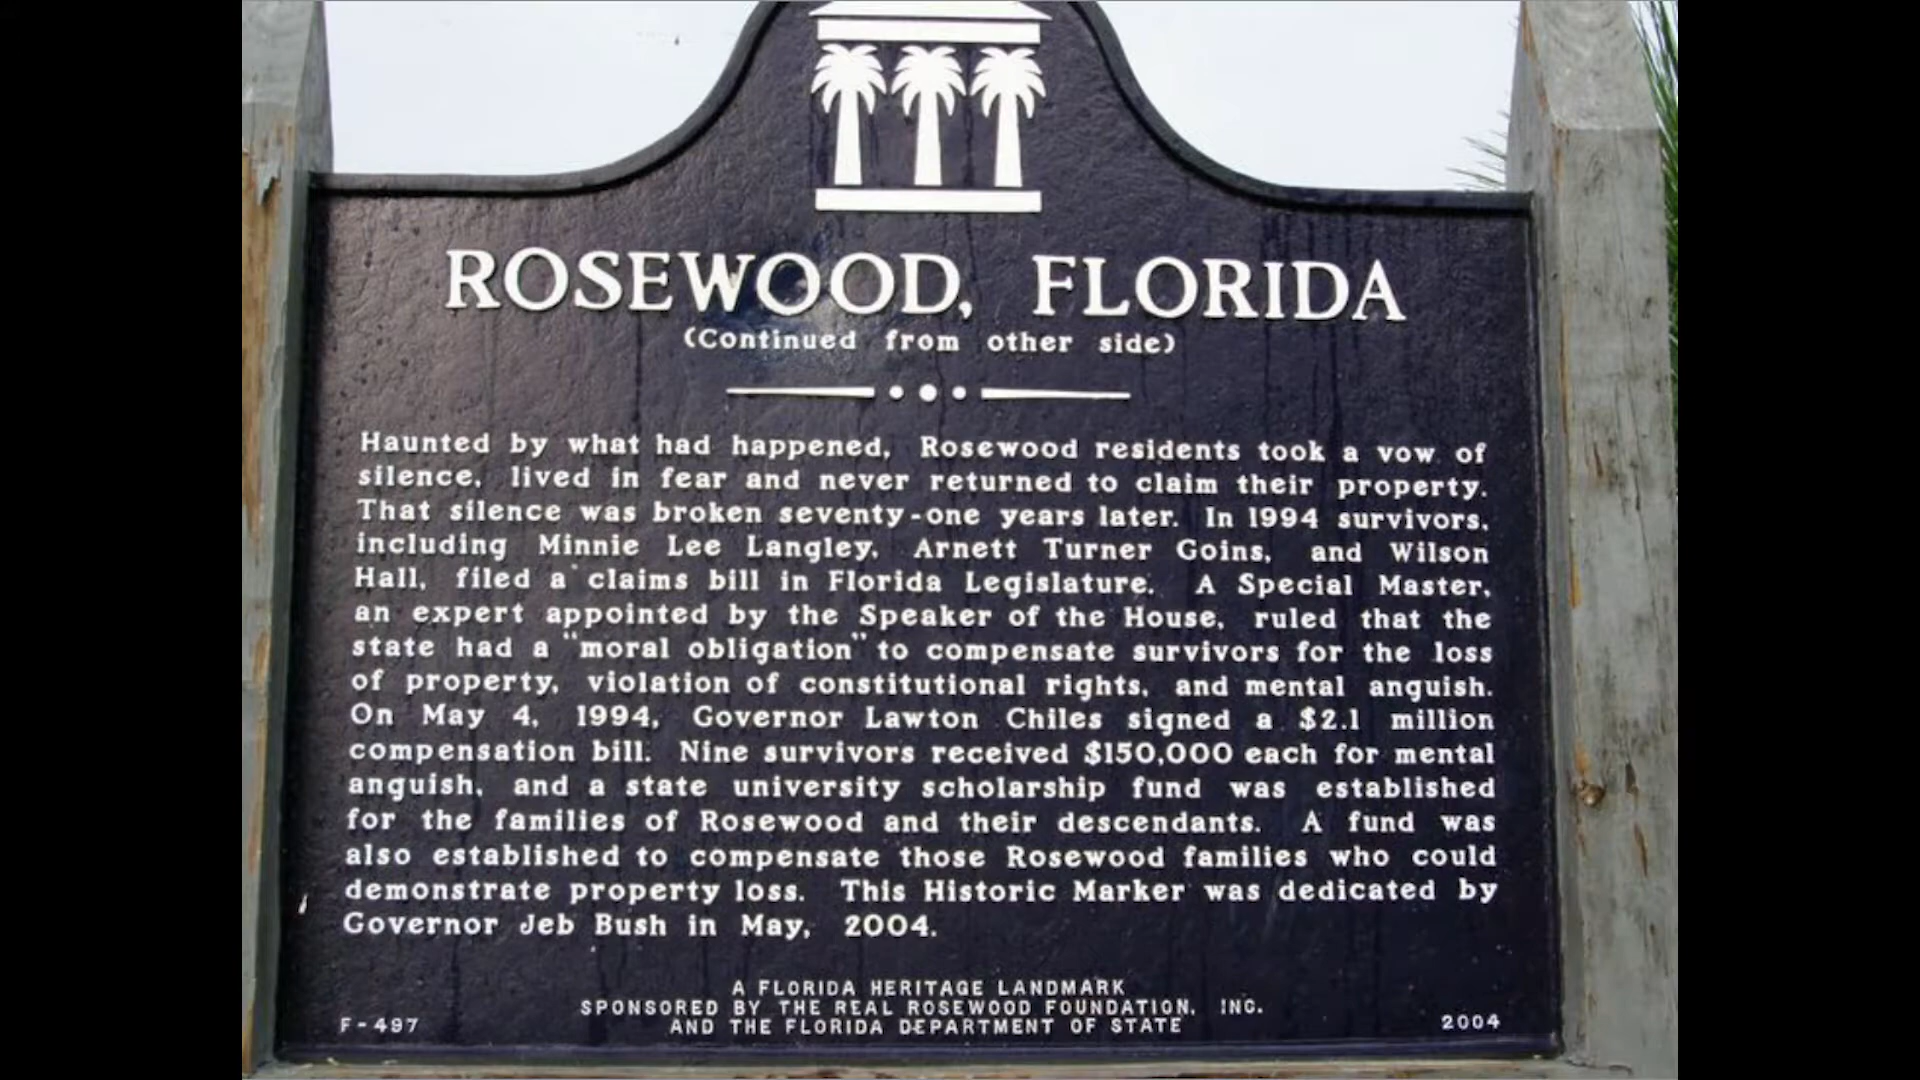 ROSEWOOD, FLORIDA
(Continued from other side)
Haunted by what had happened, Rosewood residents took a vow of
silence, lived in fear and never returned to claim their property.
That silence was broken seventy-one years later. In 1994 survivors,
including Minnie Lee Langley, Arnett Turner Goins, and Wilson
Hall, filed a claims bill in Florida Legislature. A Special Master,
an expert appointed by the Speaker of the House, ruled that the
state had a "moral obligation" to compensate survivors for the loss
of property, violation of constitutional rights, and mental anguish.
On May 4, 1994, Governor Lawton Chiles signed a $2.1 million
compensation bill. Nine survivors received $150,000 each for mental
anguish, and a state university scholarship fund was established
for the families of Rosewood and their descendants. A fund was
also established to compensate those Rosewood families who could
demonstrate property loss. This Historic Marker was dedicated by
Governor Jeb Bush in May, 2004.
A FLORIDA HERITAGE LANDMARK
SPONSORED BY THE REAL ROSEWOOD FOUNDATION, INC.
F-497 AND THE FLORIDA DEPARTMENT OF STATE 2004